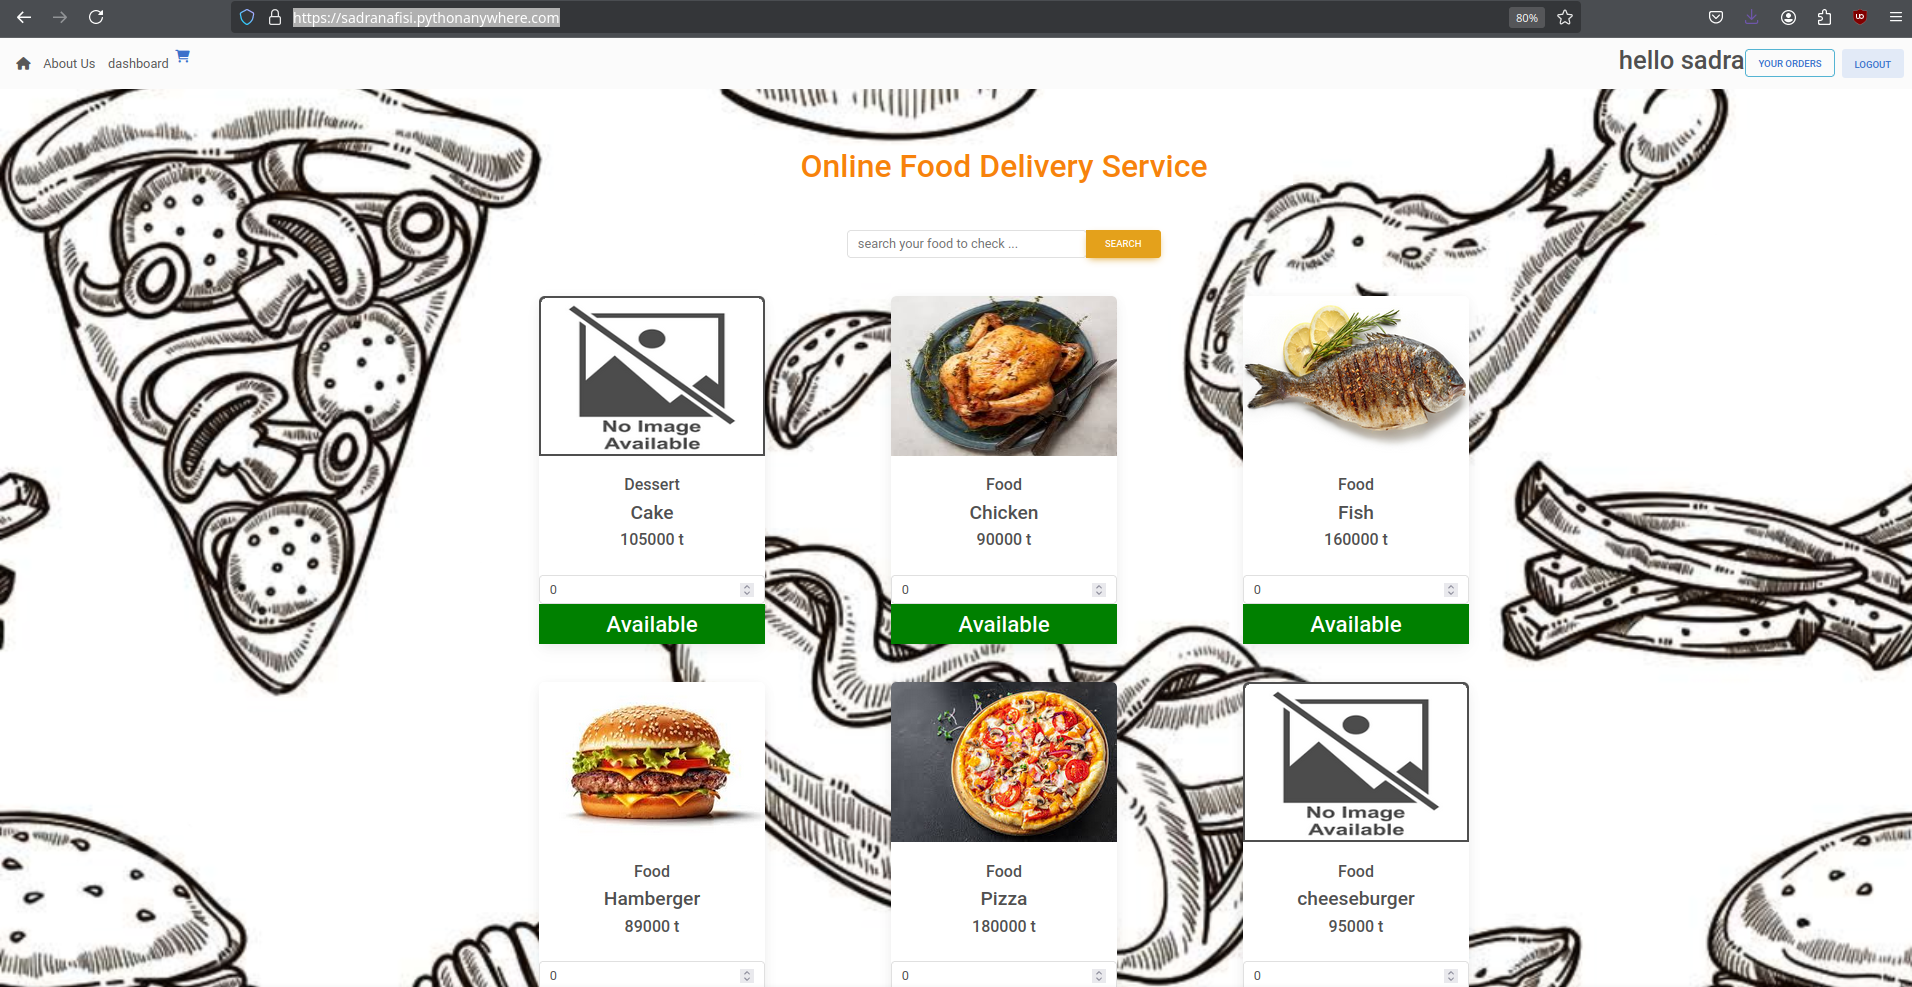 https://sadranafisi.pythonanywhere.com
80%
About Us dashboard
hello sadra YOUR ORDERS LOGOUT
Online Food Delivery Service
search your food to check ... SEARCH
No Image
Available
Dessert
Cake
105000 t
0
Available
Food
Chicken
90000 t
0
Available
Food
Fish
160000 t
0
Available
Food
Hamberger
89000 t
0
Food
Pizza
180000 t
0
No Image
Available
Food
cheeseburger
95000 t
0